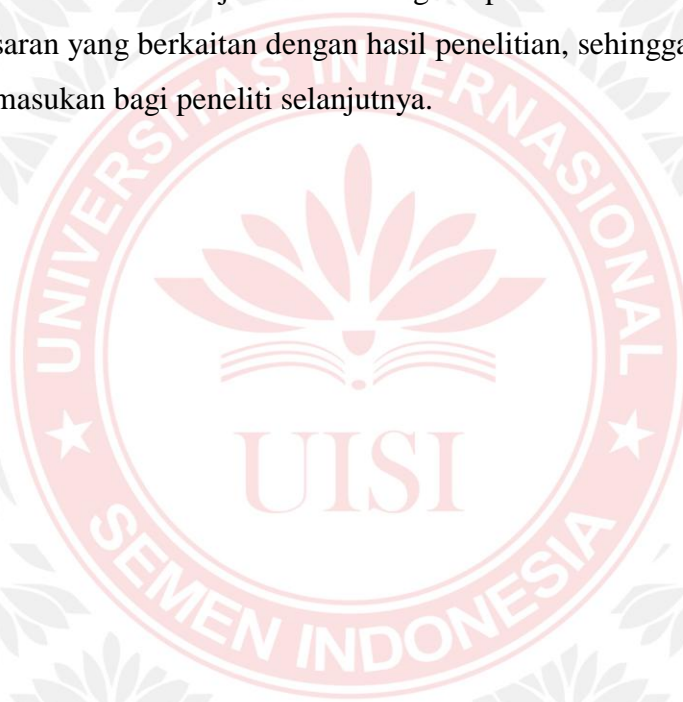 saran yang berkaitan dengan hasil penelitian, sehingga
masukan bagi peneliti selanjutnya.
UNIVERSITAS INTERNASIONAL
UISI
SEMEN INDONESIA